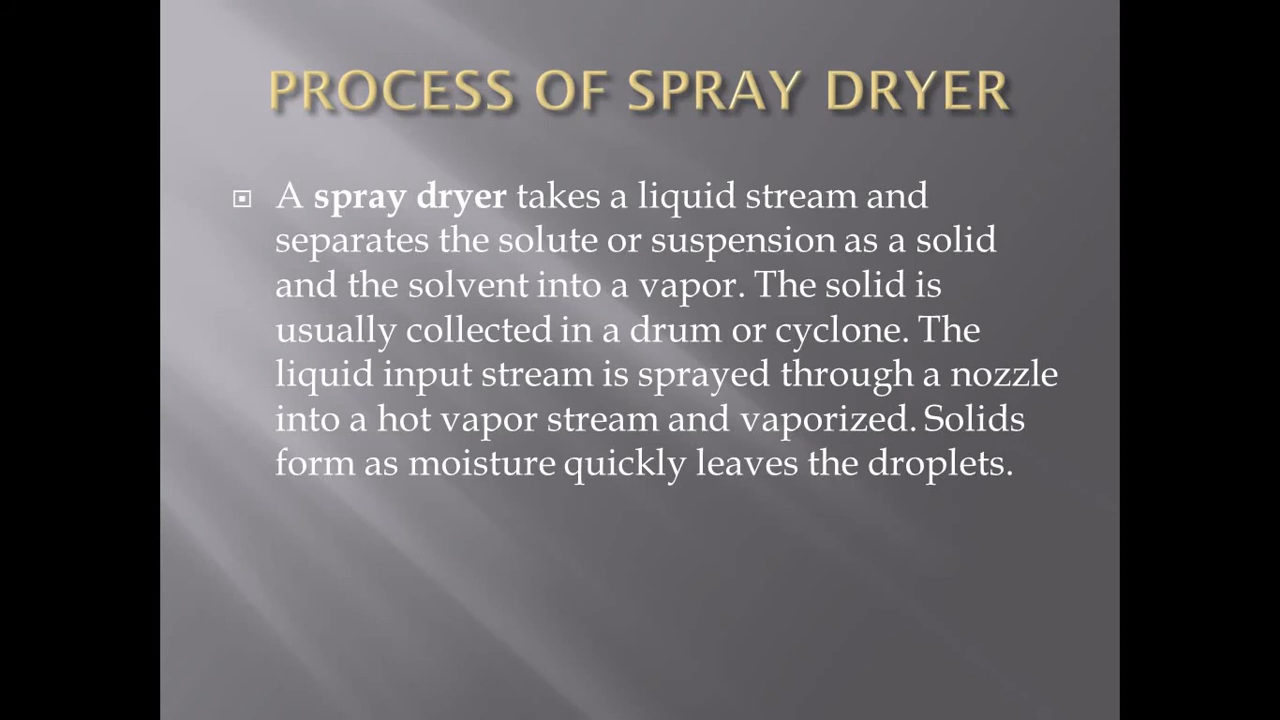 PROCESS OF SPRAY DRYER
A spray dryer takes a liquid stream and
separates the solute or suspension as a solid
and the solvent into a vapor. The solid is
usually collected in a drum or cyclone. The
liquid input stream is sprayed through a nozzle
into a hot vapor stream and vaporized. Solids
form as moisture quickly leaves the droplets.